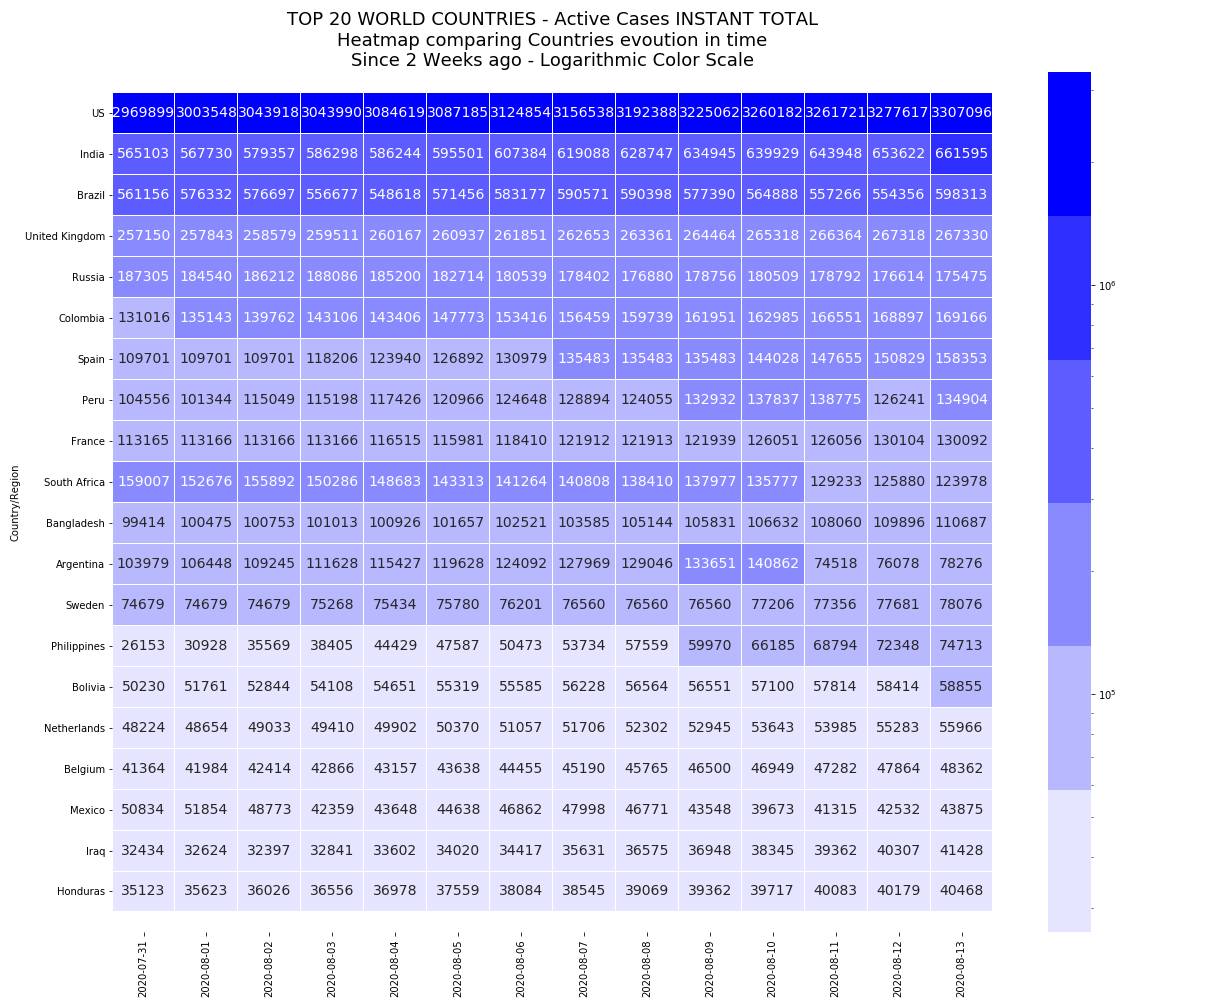 TOP 20 WORLD COUNTRIES - Active Cases INSTANT TOTAL
Heatmap comparing Countries evoution in time
Since 2 Weeks ago - Logarithmic Color Scale
Country/Region
US 2969899 3003548 3043918 3043990 3084619 3087185 3124854 3156538 3192388 3225062 3260182 3261721 3277617 3307096
India 565103 567730 579357 586298 586244 595501 607384 619088 628747 634945 639929 643948 653622 661595
Brazil 561156 576332 576697 556677 548618 571456 583177 590571 590398 577390 564888 557266 554356 598313
United Kingdom 257150 257843 258579 259511 260167 260937 261851 262653 263361 264464 265318 266364 267318 267330
Russia 187305 184540 186212 188086 185200 182714 180539 178402 176880 178756 180509 178792 176614 175475
Colombia 131016 135143 139762 143106 143406 147773 153416 156459 159739 161951 162985 166551 168897 169166
Spain 109701 109701 109701 118206 123940 126892 130979 135483 135483 135483 144028 147655 150829 158353
Peru 104556 101344 115049 115198 117426 120966 124648 128894 124055 132932 137837 138775 126241 134904
France 113165 113166 113166 113166 116515 115981 118410 121912 121913 121939 126051 126056 130104 130092
South Africa 159007 152676 155892 150286 148683 143313 141264 140808 138410 137977 135777 129233 125880 123978
Bangladesh 99414 100475 100753 101013 100926 101657 102521 103585 105144 105831 106632 108060 109896 110687
Argentina 103979 106448 109245 111628 115427 119628 124092 127969 129046 133651 140862 74518 76078 78276
Sweden 74679 74679 74679 75268 75434 75780 76201 76560 76560 76560 77206 77356 77681 78076
Philippines 26153 30928 35569 38405 44429 47587 50473 53734 57559 59970 66185 68794 72348 74713
Bolivia 50230 51761 52844 54108 54651 55319 55585 56228 56564 56551 57100 57814 58414 58855
Netherlands 48224 48654 49033 49410 49902 50370 51057 51706 52302 52945 53643 53985 55283 55966
Belgium 41364 41984 42414 42866 43157 43638 44455 45190 45765 46500 46949 47282 47864 48362
Mexico 50834 51854 48773 42359 43648 44638 46862 47998 46771 43548 39673 41315 42532 43875
Iraq 32434 32624 32397 32841 33602 34020 34417 35631 36575 36948 38345 39362 40307 41428
Honduras 35123 35623 36026 36556 36978 37559 38084 38545 39069 39362 39717 40083 40179 40468
2020-07-31 2020-08-01 2020-08-02 2020-08-03 2020-08-04 2020-08-05 2020-08-06 2020-08-07 2020-08-08 2020-08-09 2020-08-10 2020-08-11 2020-08-12 2020-08-13
10⁶
10⁵